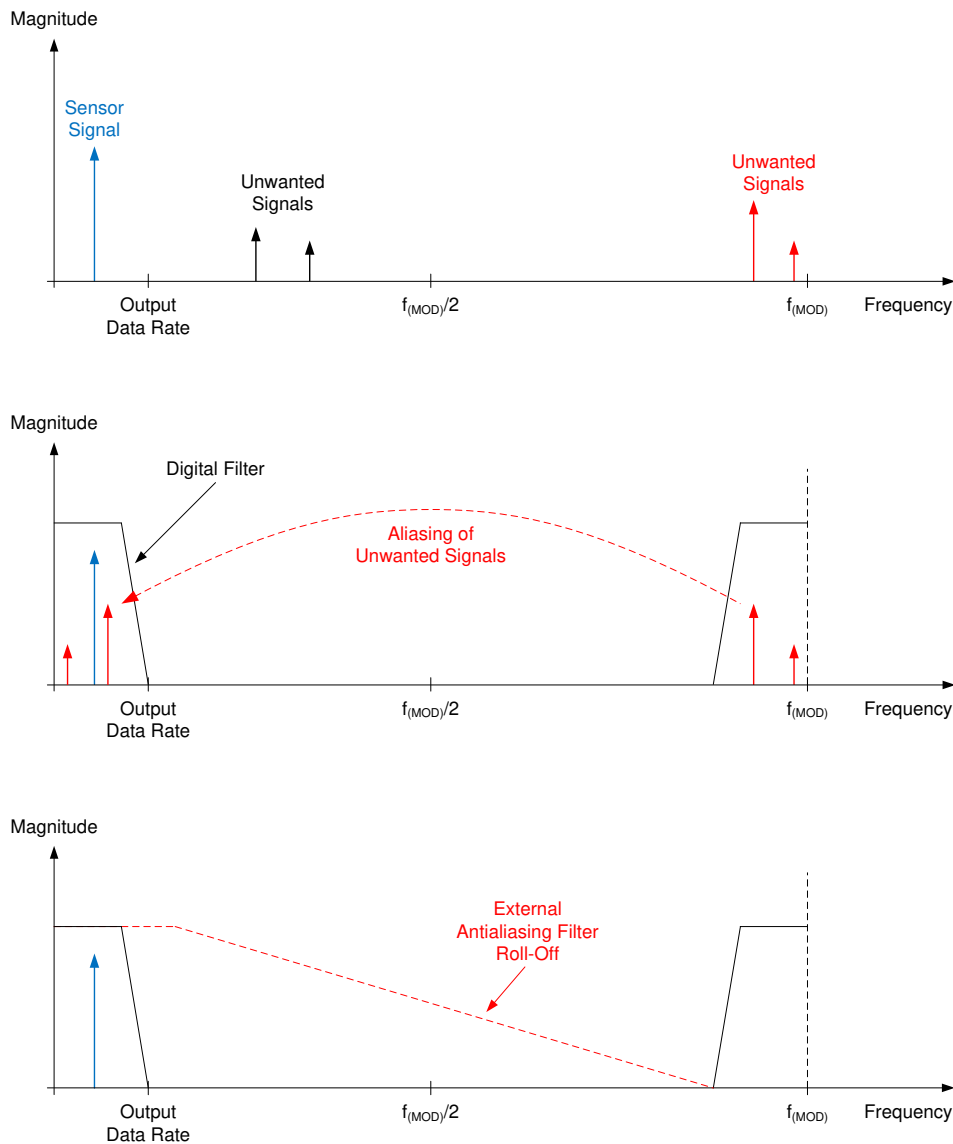 Magnitude
Sensor
Signal
Unwanted
Signals
Unwanted
Signals
Output
Data Rate
f(MOD)/2
f(MOD)
Frequency
Magnitude
Digital Filter
Aliasing of
Unwanted Signals
Output
Data Rate
f(MOD)/2
f(MOD)
Frequency
Magnitude
External
Antialiasing Filter
Roll-Off
Output
Data Rate
f(MOD)/2
f(MOD)
Frequency